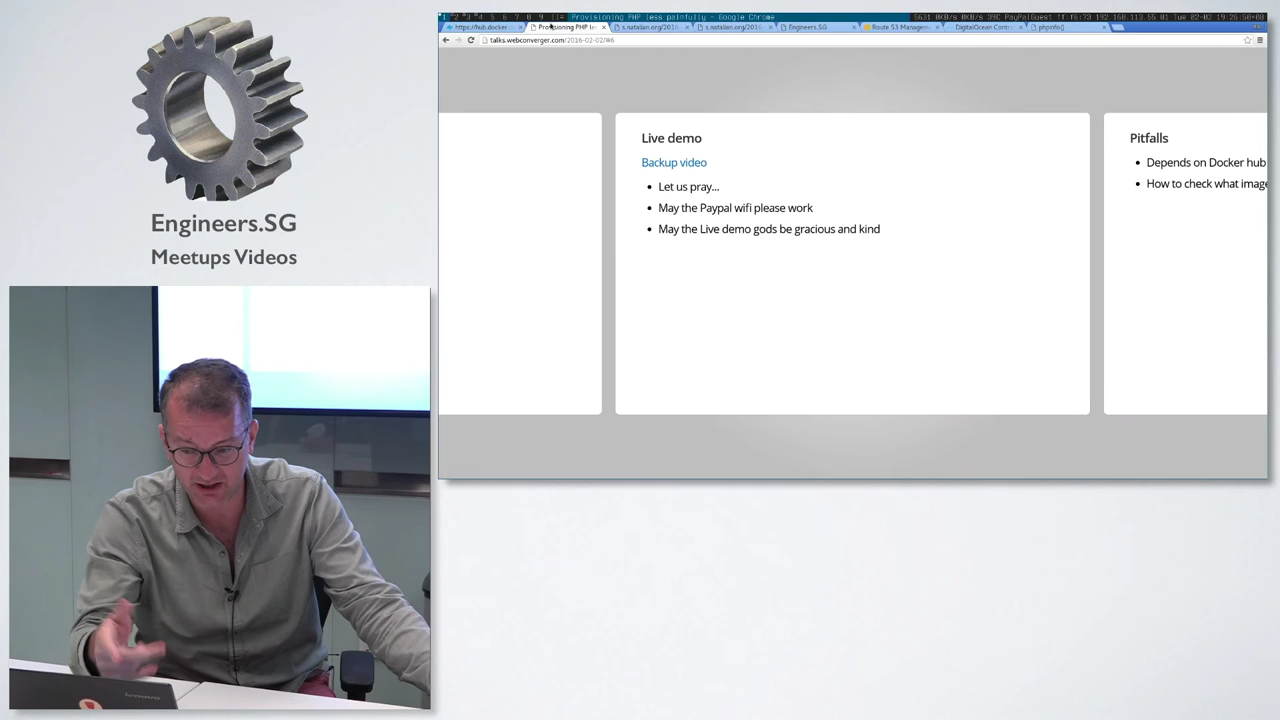 Engineers.SG
Meetups Videos
Provisioning PHP less painfully - Google Chrome
talks.webconverger.com/2016-02-02/#6
Live demo
Backup video
Let us pray...
May the Paypal wifi please work
May the Live demo gods be gracious and kind
Pitfalls
Depends on Docker hub
How to check what image
lenovo